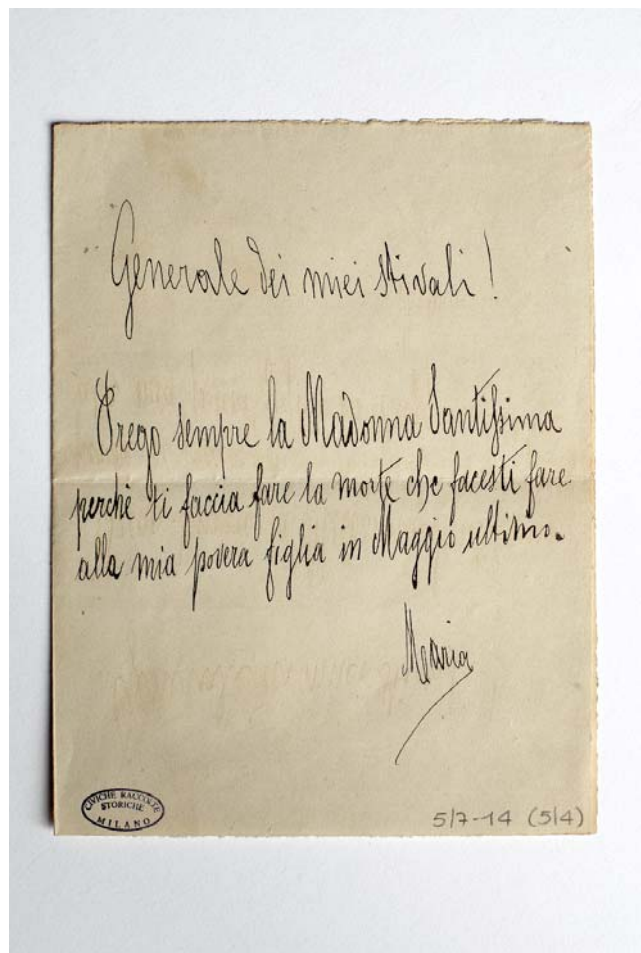 Generale dei miei stivali!
Prego sempre la Madonna Santissima
perchè ti faccia fare la morte che facesti fare
alla mia povera figlia in Maggio ultimo.
Maria
CIVICHE RACCOLTE
STORICHE
MILANO
5/7-14 (5/4)